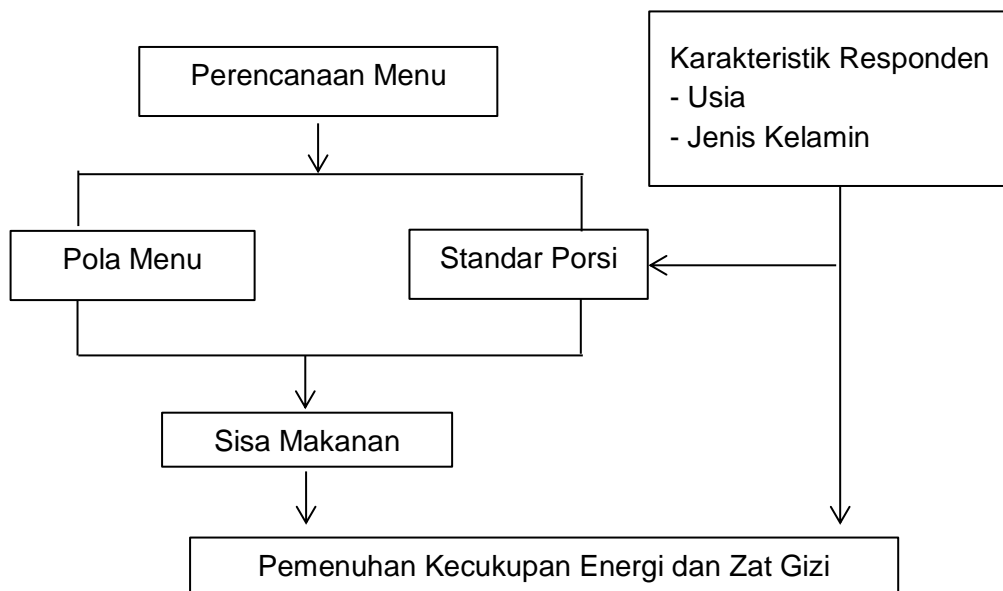 Perencanaan Menu
Karakteristik Responden
- Usia
- Jenis Kelamin
Pola Menu
Standar Porsi
Sisa Makanan
Pemenuhan Kecukupan Energi dan Zat Gizi